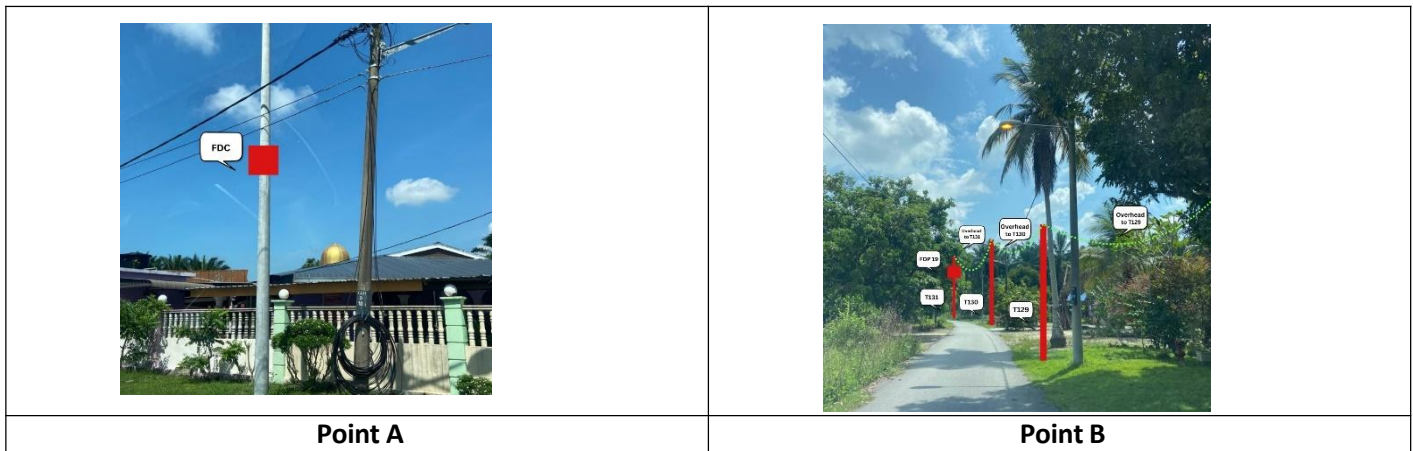 FDC
Overhead
to T131
Overhead
to T130
Overhead
to T129
FDP 19
T131
T130
T129
Point A
Point B